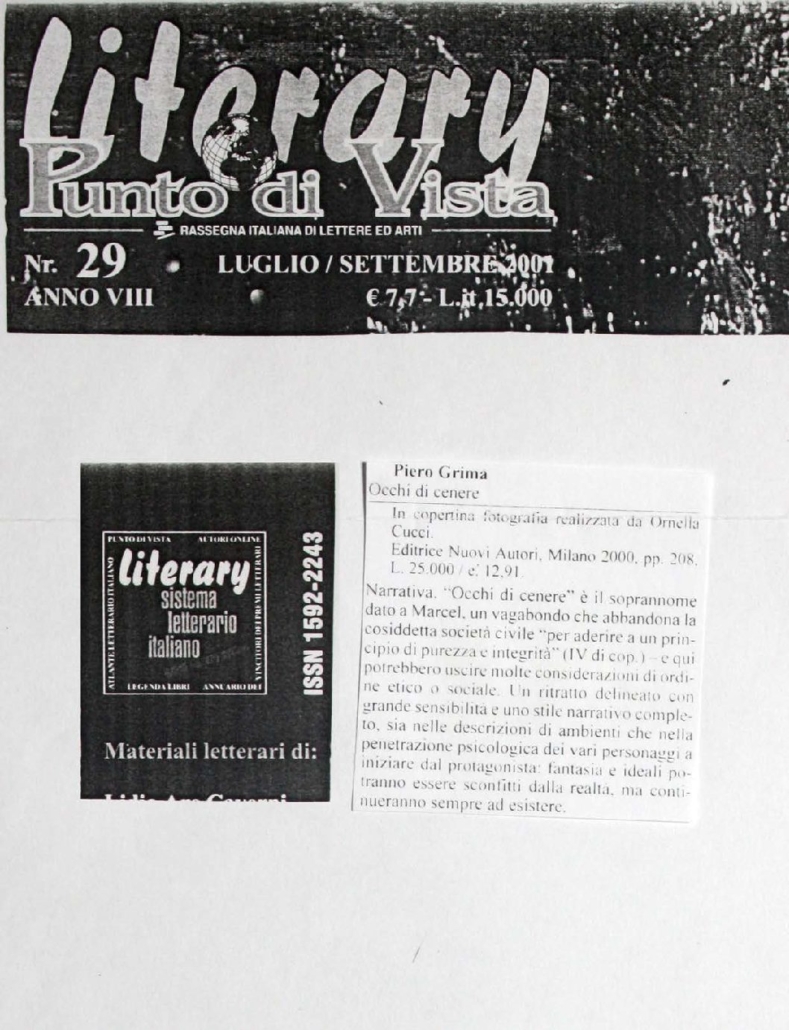 literary
Punto di Vista
RASSEGNA ITALIANA DI LETTERE ED ARTI
Nr. 29 LUGLIO / SETTEMBRE 2001
ANNO VIII € 7,7 - L.it.15.000
PUNTO DI VISTA AUTORI ONLINE
ATLANTE LETTERARIO ITALIANO
literary
sistema
letterario
italiano
VINCITORI DEI PREMI LETTERARI
LEGENDA LIBRI ANNUARIO DEI
ISSN 1592-2243
Materiali letterari di:
Piero Grima
Occhi di cenere
In copertina fotografia realizzata da Ornella
Cucci.
Editrice Nuovi Autori, Milano 2000, pp. 208,
L. 25.000 / e. 12,91
Narrativa. “Occhi di cenere” è il soprannome
dato a Marcel, un vagabondo che abbandona la
cosiddetta società civile “per aderire a un prin-
cipio di purezza e integrità” (IV di cop.) – e qui
potrebbero uscire molte considerazioni di ordi-
ne etico o sociale. Un ritratto delineato con
grande sensibilità e uno stile narrativo comple-
to, sia nelle descrizioni di ambienti che nella
penetrazione psicologica dei vari personaggi a
iniziare dal protagonista: fantasia e ideali po-
tranno essere sconfitti dalla realtà, ma conti-
nueranno sempre ad esistere.